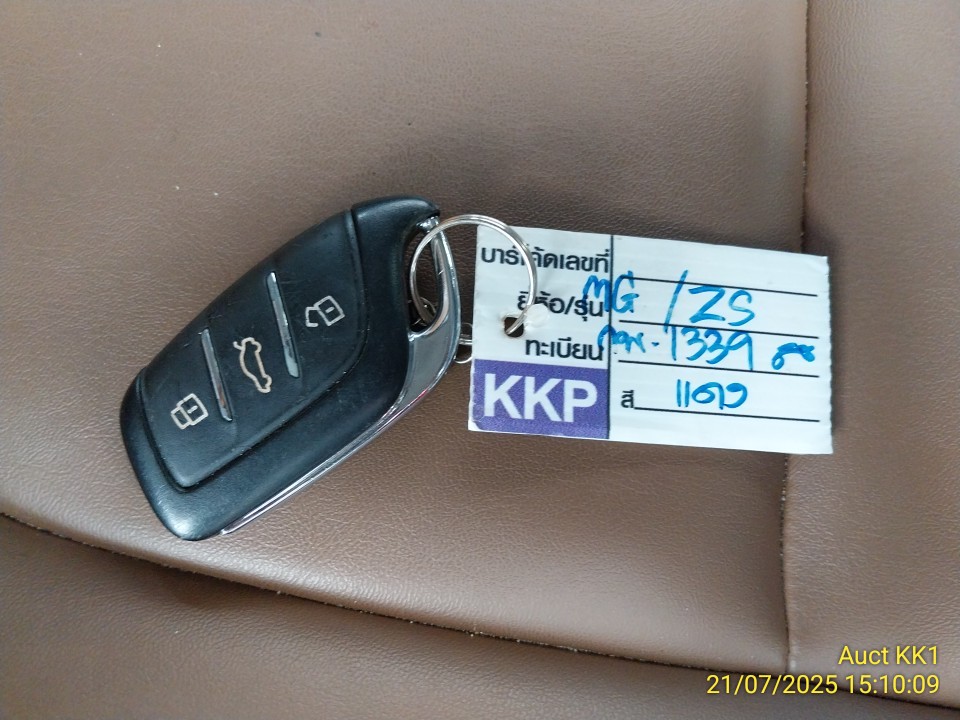 บาร์โค้ดเลขที่
ยี่ห้อ/รุ่น MG / ZS
ทะเบียน 1339
KKP สี แดง
Auct KK1
21/07/2025 15:10:09